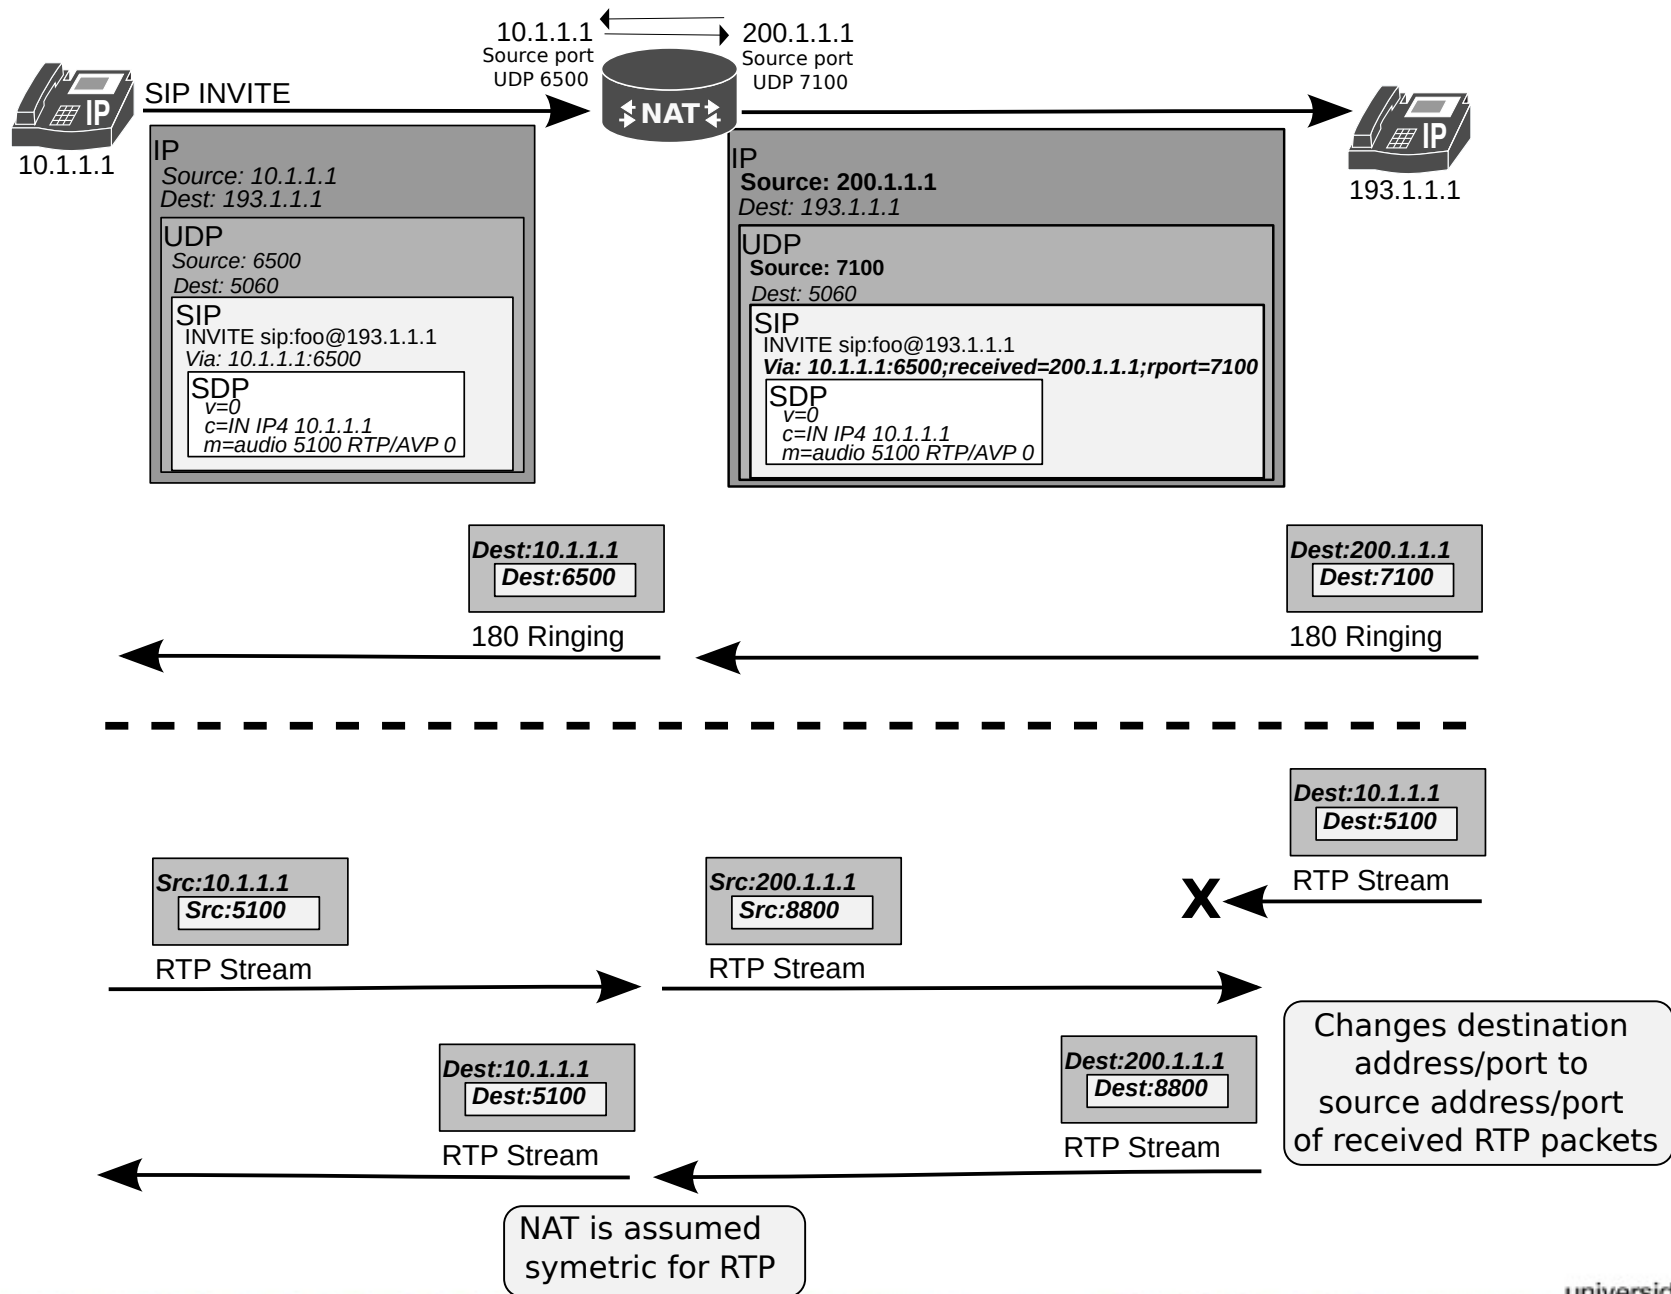 10.1.1.1
Source port
UDP 6500
200.1.1.1
Source port
UDP 7100
IP
10.1.1.1
SIP INVITE
NAT
IP
193.1.1.1
IP
Source: 10.1.1.1
Dest: 193.1.1.1
UDP
Source: 6500
Dest: 5060
SIP
INVITE sip:foo@193.1.1.1
Via: 10.1.1.1:6500
SDP
v=0
c=IN IP4 10.1.1.1
m=audio 5100 RTP/AVP 0
IP
Source: 200.1.1.1
Dest: 193.1.1.1
UDP
Source: 7100
Dest: 5060
SIP
INVITE sip:foo@193.1.1.1
Via: 10.1.1.1:6500;received=200.1.1.1;rport=7100
SDP
v=0
c=IN IP4 10.1.1.1
m=audio 5100 RTP/AVP 0
Dest:10.1.1.1
Dest:6500
180 Ringing
Dest:200.1.1.1
Dest:7100
180 Ringing
Dest:10.1.1.1
Dest:5100
RTP Stream
X
Src:10.1.1.1
Src:5100
RTP Stream
Src:200.1.1.1
Src:8800
RTP Stream
Dest:10.1.1.1
Dest:5100
RTP Stream
Dest:200.1.1.1
Dest:8800
RTP Stream
Changes destination
address/port to
source address/port
of received RTP packets
NAT is assumed
symetric for RTP